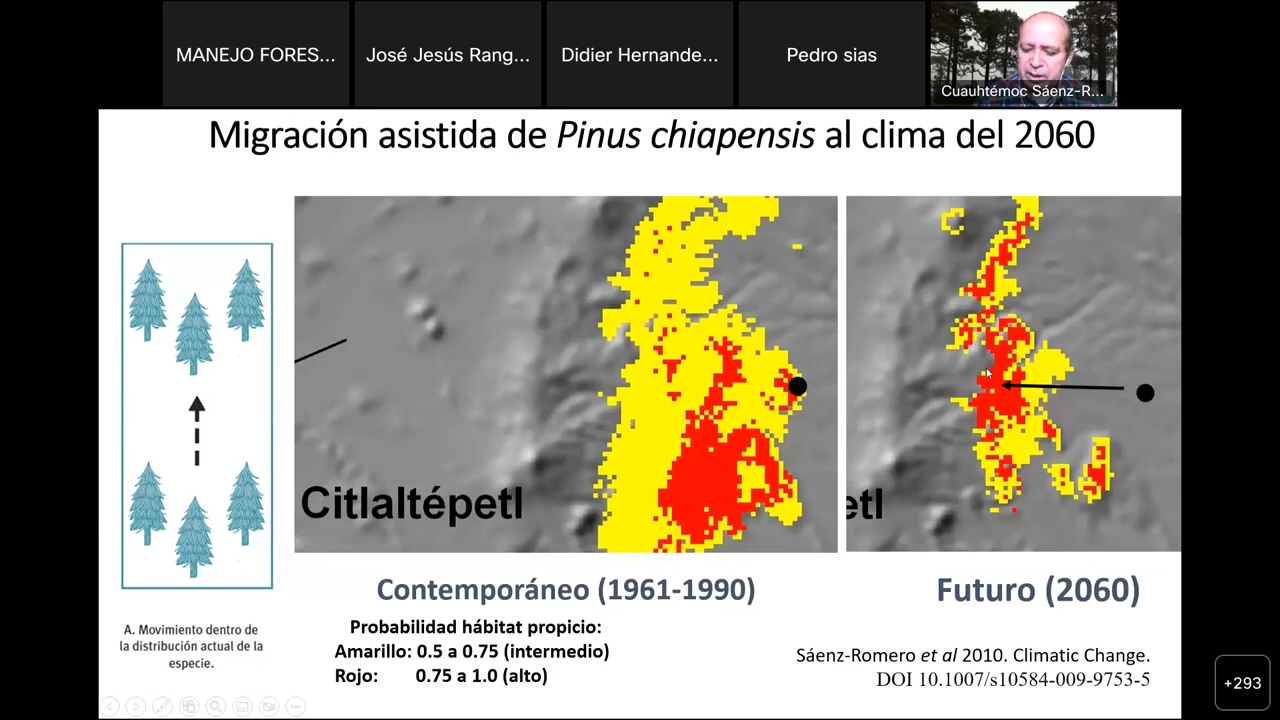 MANEJO FORES...
José Jesús Rang...
Didier Hernande...
Pedro sias
Cuauhtémoc Sáenz-R...
Migración asistida de Pinus chiapensis al clima del 2060
Citlaltépetl
etl
Contemporáneo (1961-1990)
Futuro (2060)
A. Movimiento dentro de
la distribución actual de la
especie.
Probabilidad hábitat propicio:
Amarillo: 0.5 a 0.75 (intermedio)
Rojo: 0.75 a 1.0 (alto)
Sáenz-Romero et al 2010. Climatic Change.
DOI 10.1007/s10584-009-9753-5
+293